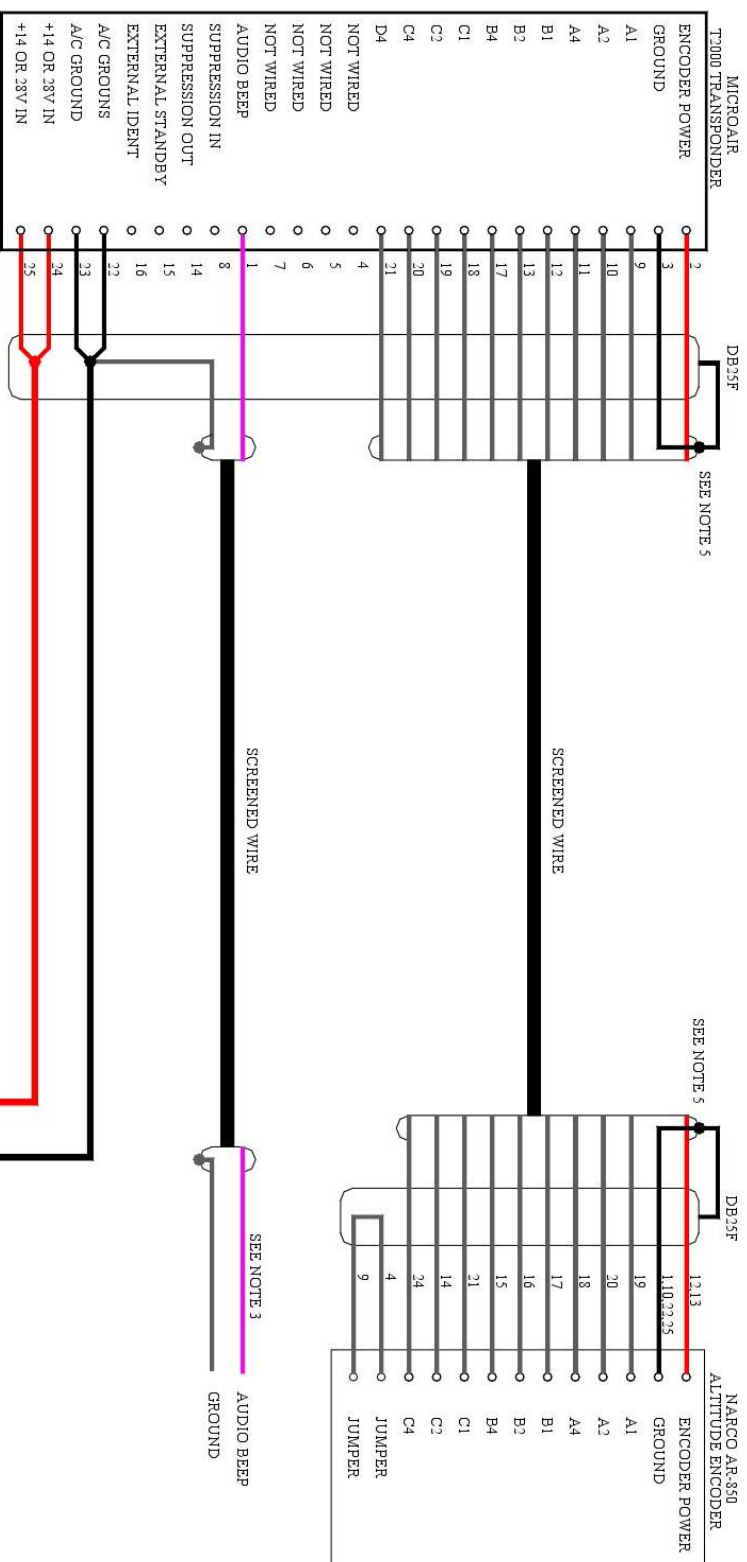 MICROAIR
T2000 TRANSPONDER
ENCODER POWER
GROUND
A1
A2
A4
B1
B2
B4
C1
C2
C4
D4
NOT WIRED
NOT WIRED
NOT WIRED
NOT WIRED
AUDIO BEEP
SUPPRESSION IN
SUPPRESSION OUT
EXTERNAL STANDBY
EXTERNAL IDENT
A/C GROUNS
A/C GROUND
+14 OR 28V IN
+14 OR 28V IN
2
3
9
10
11
12
13
17
18
19
20
21
4
5
6
7
1
8
14
15
16
22
23
24
25
DB25F
SEE NOTE 5
SCREENED WIRE
SCREENED WIRE
SEE NOTE 5
DB25F
SEE NOTE 3
AUDIO BEEP
GROUND
12,13
1,10,22,25
19
20
18
17
16
15
21
14
24
4
9
NARCO AR-850
ALTITUDE ENCODER
ENCODER POWER
GROUND
A1
A2
A4
B1
B2
B4
C1
C2
C4
JUMPER
JUMPER